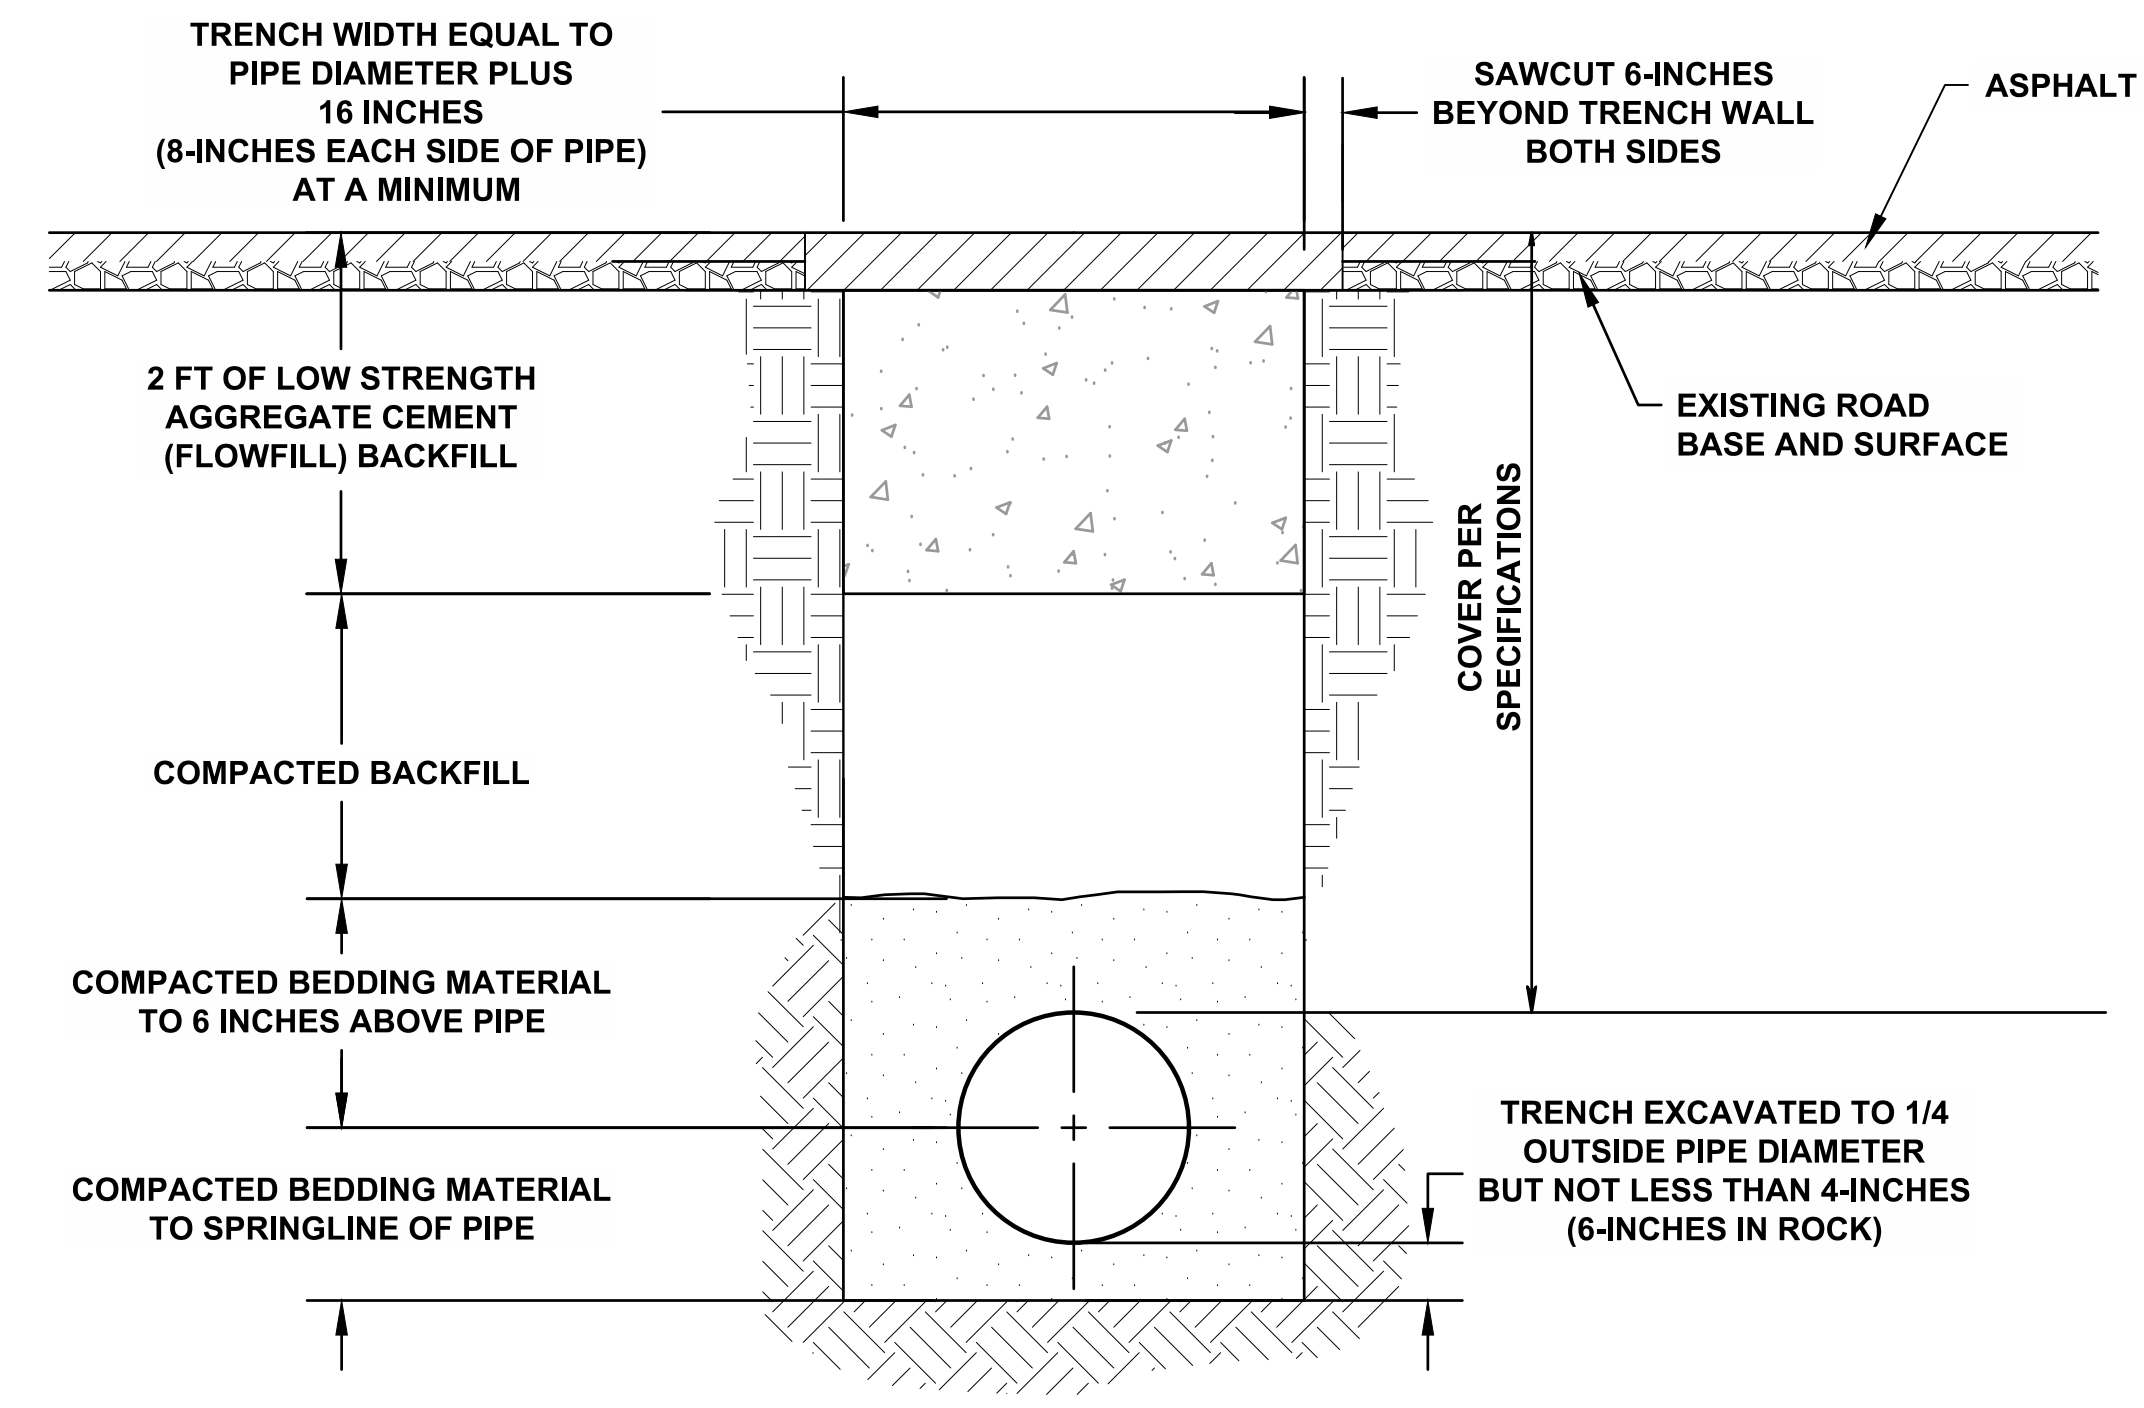 TRENCH WIDTH EQUAL TO
PIPE DIAMETER PLUS
16 INCHES
(8-INCHES EACH SIDE OF PIPE)
AT A MINIMUM
SAWCUT 6-INCHES
BEYOND TRENCH WALL
BOTH SIDES
ASPHALT
2 FT OF LOW STRENGTH
AGGREGATE CEMENT
(FLOWFILL) BACKFILL
EXISTING ROAD
BASE AND SURFACE
COVER PER
SPECIFICATIONS
COMPACTED BACKFILL
COMPACTED BEDDING MATERIAL
TO 6 INCHES ABOVE PIPE
TRENCH EXCAVATED TO 1/4
OUTSIDE PIPE DIAMETER
BUT NOT LESS THAN 4-INCHES
(6-INCHES IN ROCK)
COMPACTED BEDDING MATERIAL
TO SPRINGLINE OF PIPE